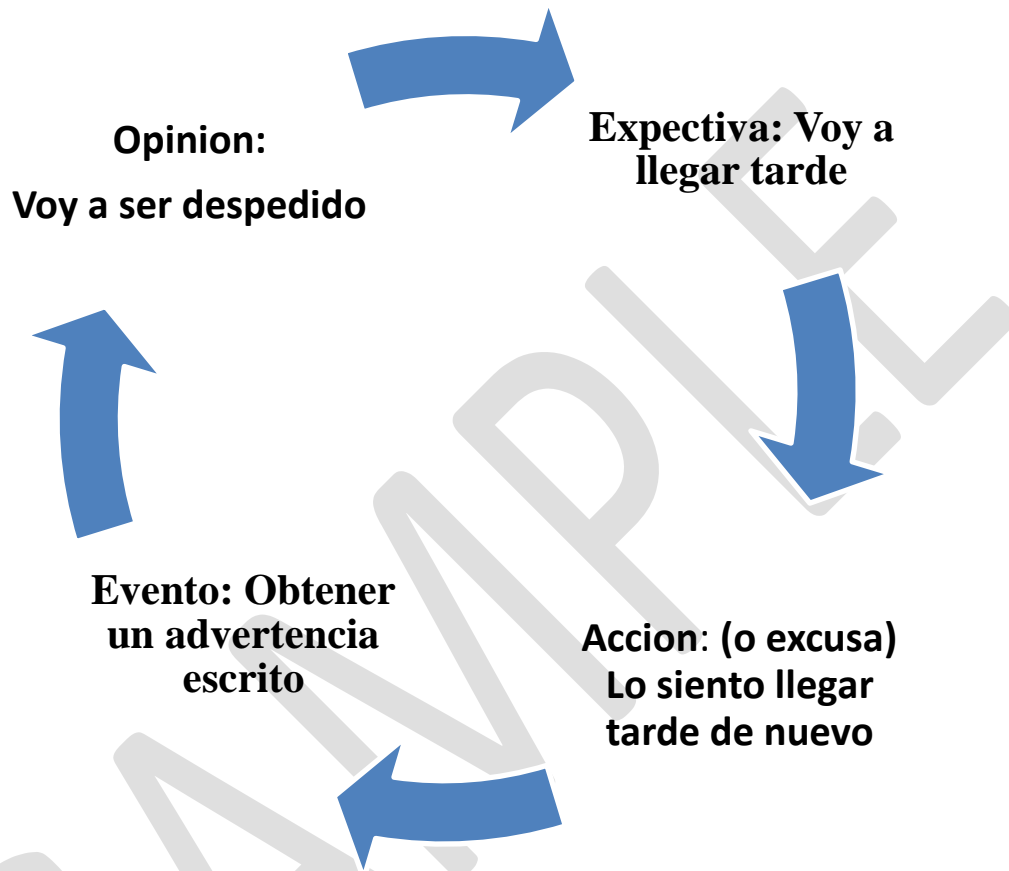 Opinion:
Voy a ser despedido
Expectiva: Voy a
llegar tarde
Accion: (o excusa)
Lo siento llegar
tarde de nuevo
Evento: Obtener
un advertencia
escrito